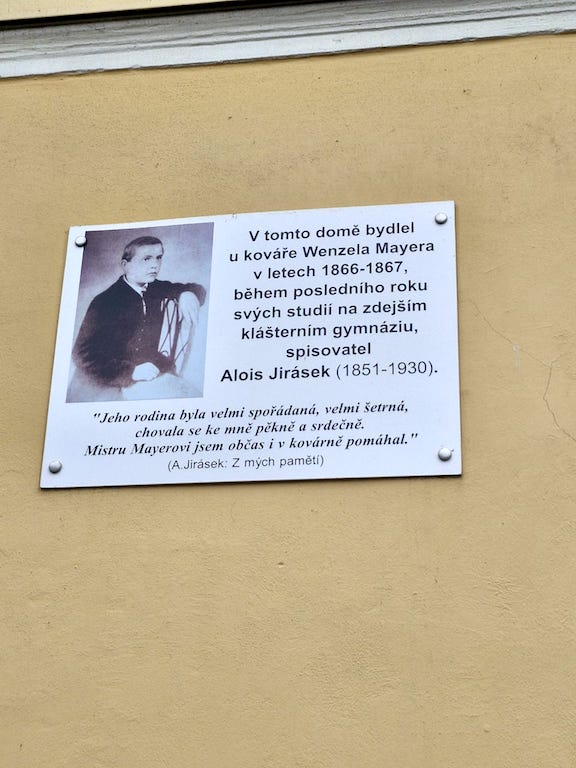 V tomto domě bydlel
u kováře Wenzela Mayera
v letech 1866-1867,
během posledního roku
svých studií na zdejším
klášterním gymnáziu,
spisovatel
Alois Jirásek (1851-1930).
"Jeho rodina byla velmi spořádaná, velmi šetrná,
chovala se ke mně pěkně a srdečně.
Mistru Mayerovi jsem občas i v kovárně pomáhal."
(A.Jirásek: Z mých pamětí)